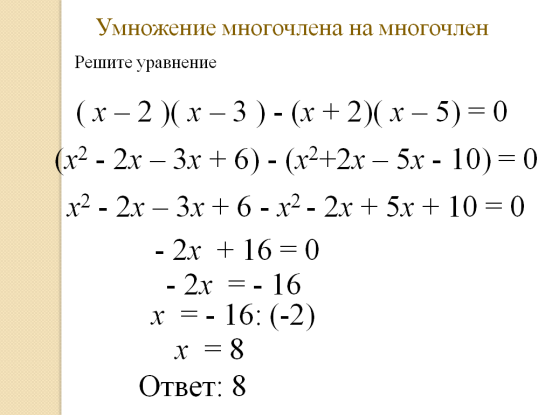 Умножение многочлена на многочлен
Решите уравнение
( x – 2 )( x – 3 ) - (x + 2)( x – 5) = 0
(x² - 2x – 3x + 6) - (x²+2x – 5x - 10) = 0
x² - 2x – 3x + 6 - x² - 2x + 5x + 10 = 0
- 2x + 16 = 0
- 2x = - 16
x = - 16: (-2)
x = 8
Ответ: 8